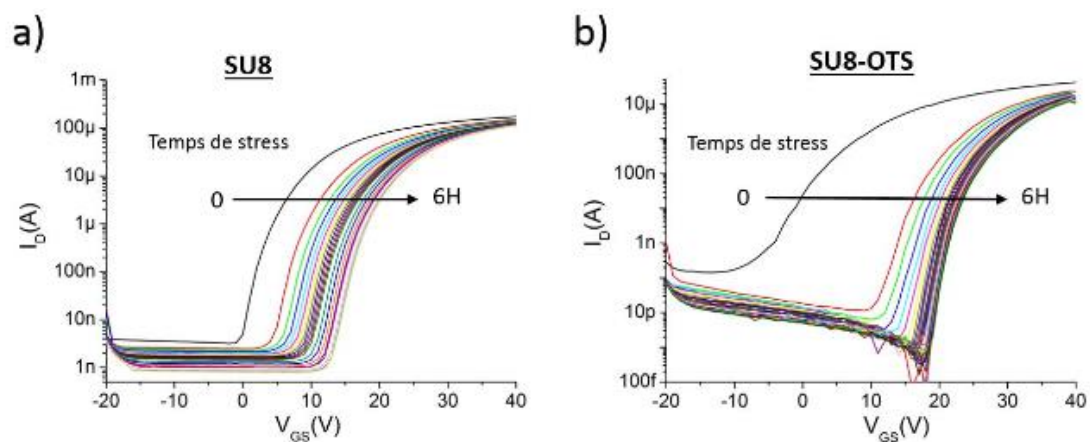 a)
SU8
1m
100µ
10µ
1µ
100n
10n
1n
I_D(A)
Temps de stress
0
6H
-20 -10 0 10 20 30 40
V_GS(V)
b)
SU8-OTS
10µ
100n
1n
10p
100f
I_D(A)
Temps de stress
0
6H
-20 -10 0 10 20 30 40
V_GS(V)